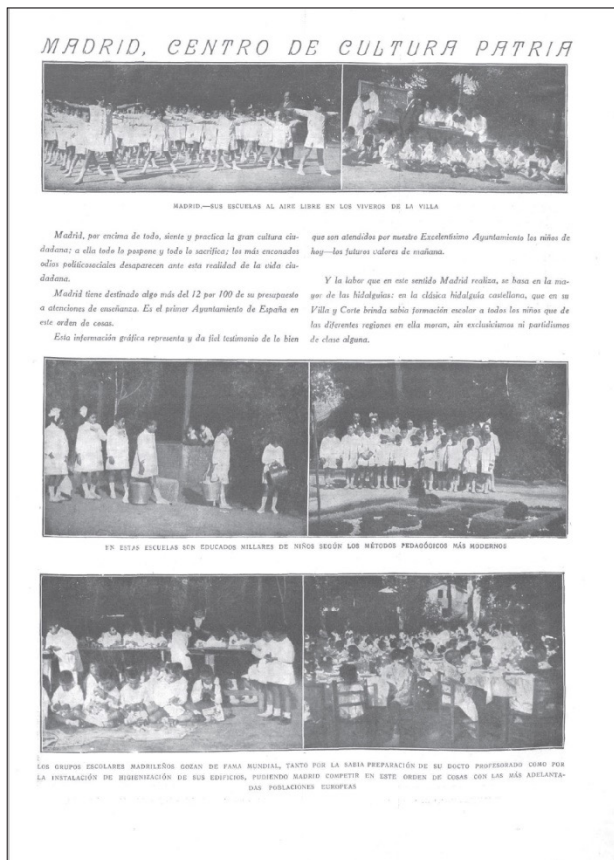 MADRID, CENTRO DE CULTURA PATRIA
MADRID.—SUS ESCUELAS AL AIRE LIBRE EN LOS VIVEROS DE LA VILLA
Madrid, por encima de todo, siente y practica la gran cultura ciu-
dadana; a ella todo lo pospone y todo lo sacrifica; los más enconados
odios politicosociales desaparecen ante esta realidad de la vida ciu-
dadana.
Madrid tiene destinado algo más del 12 por 100 de su presupuesto
a atenciones de enseñanza. Es el primer Ayuntamiento de España en
este orden de cosas.
Esta información gráfica representa y da fiel testimonio de lo bien
que son atendidos por nuestro Excelentísimo Ayuntamiento los niños de
hoy—los futuros valores de mañana.
Y la labor que en este sentido Madrid realiza, se basa en la ma-
yor de las hidalguías: en la clásica hidalguía castellana, que en su
Villa y Corte brinda sabia formación escolar a todos los niños que de
las diferentes regiones en ella moran, sin exclusivismos ni partidismos
de clase alguna.
EN ESTAS ESCUELAS SON EDUCADOS MILLARES DE NIÑOS SEGÚN LOS MÉTODOS PEDAGÓGICOS MÁS MODERNOS
LOS GRUPOS ESCOLARES MADRILEÑOS GOZAN DE FAMA MUNDIAL, TANTO POR LA SABIA PREPARACIÓN DE SU DOCTO PROFESORADO COMO POR
LA INSTALACIÓN DE HIGIENIZACIÓN DE SUS EDIFICIOS, PUDIENDO MADRID COMPETIR EN ESTE ORDEN DE COSAS CON LAS MÁS ADELANTA-
DAS POBLACIONES EUROPEAS